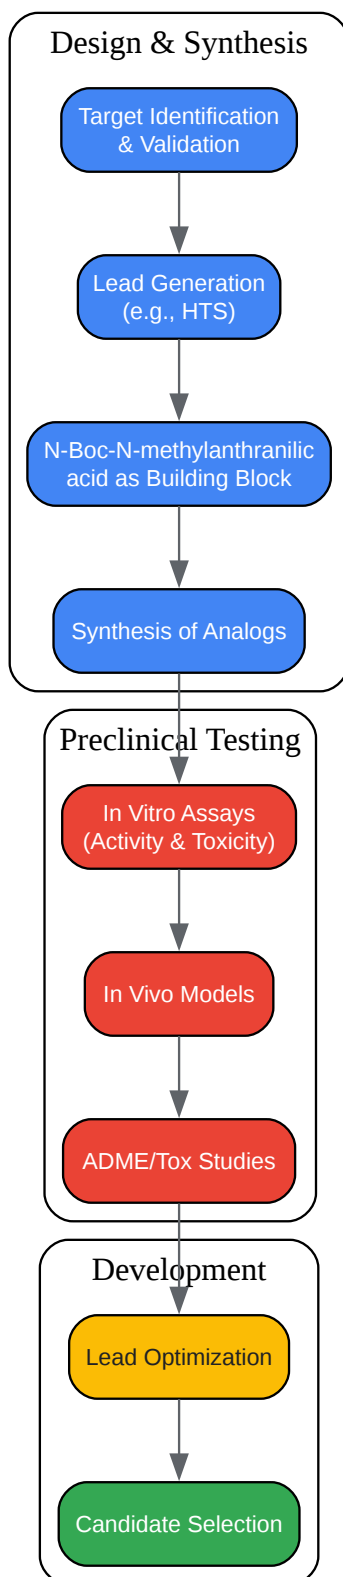 Design & Synthesis
Target Identification
& Validation
Lead Generation
(e.g., HTS)
N-Boc-N-methylanthranilic
acid as Building Block
Synthesis of Analogs
Preclinical Testing
In Vitro Assays
(Activity & Toxicity)
In Vivo Models
ADME/Tox Studies
Development
Lead Optimization
Candidate Selection